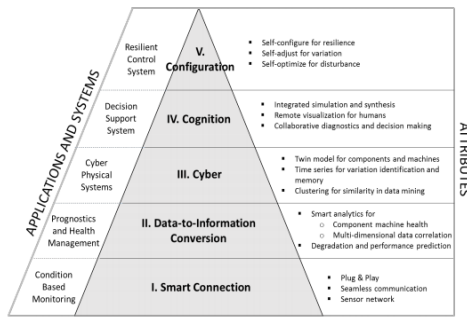 APPLICATIONS AND SYSTEMS
ATTRIBUTES
Resilient
Control
System
V.
Configuration
▪ Self-configure for resilience
▪ Self-adjust for variation
▪ Self-optimize for disturbance
Decision
Support
System
IV. Cognition
▪ Integrated simulation and synthesis
▪ Remote visualization for humans
▪ Collaborative diagnostics and decision making
Cyber
Physical
Systems
III. Cyber
▪ Twin model for components and machines
▪ Time series for variation identification and
memory
▪ Clustering for similarity in data mining
Prognostics
and Health
Management
II. Data-to-Information
Conversion
▪ Smart analytics for
o Component machine health
o Multi-dimensional data correlation
▪ Degradation and performance prediction
Condition
Based
Monitoring
I. Smart Connection
▪ Plug & Play
▪ Seamless communication
▪ Sensor network